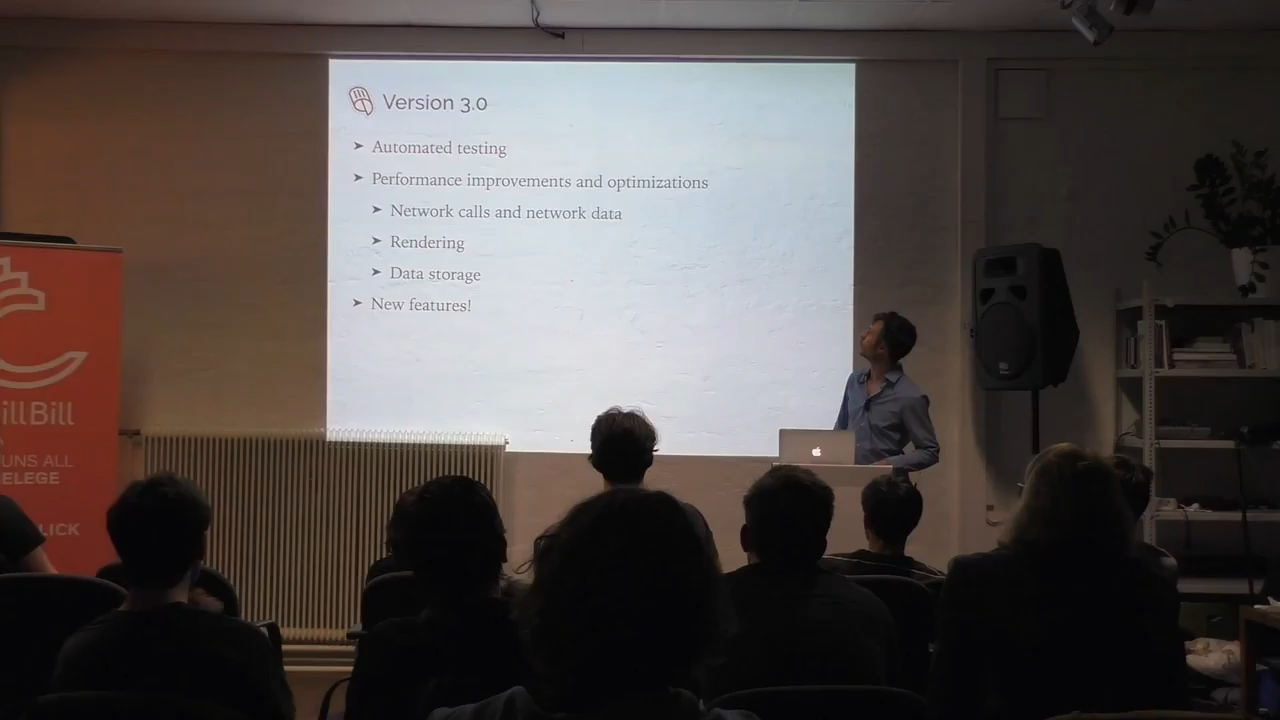 Version 3.0
➤ Automated testing
➤ Performance improvements and optimizations
➤ Network calls and network data
➤ Rendering
➤ Data storage
➤ New features!
illBill
UNS ALL
ELEGE
LICK